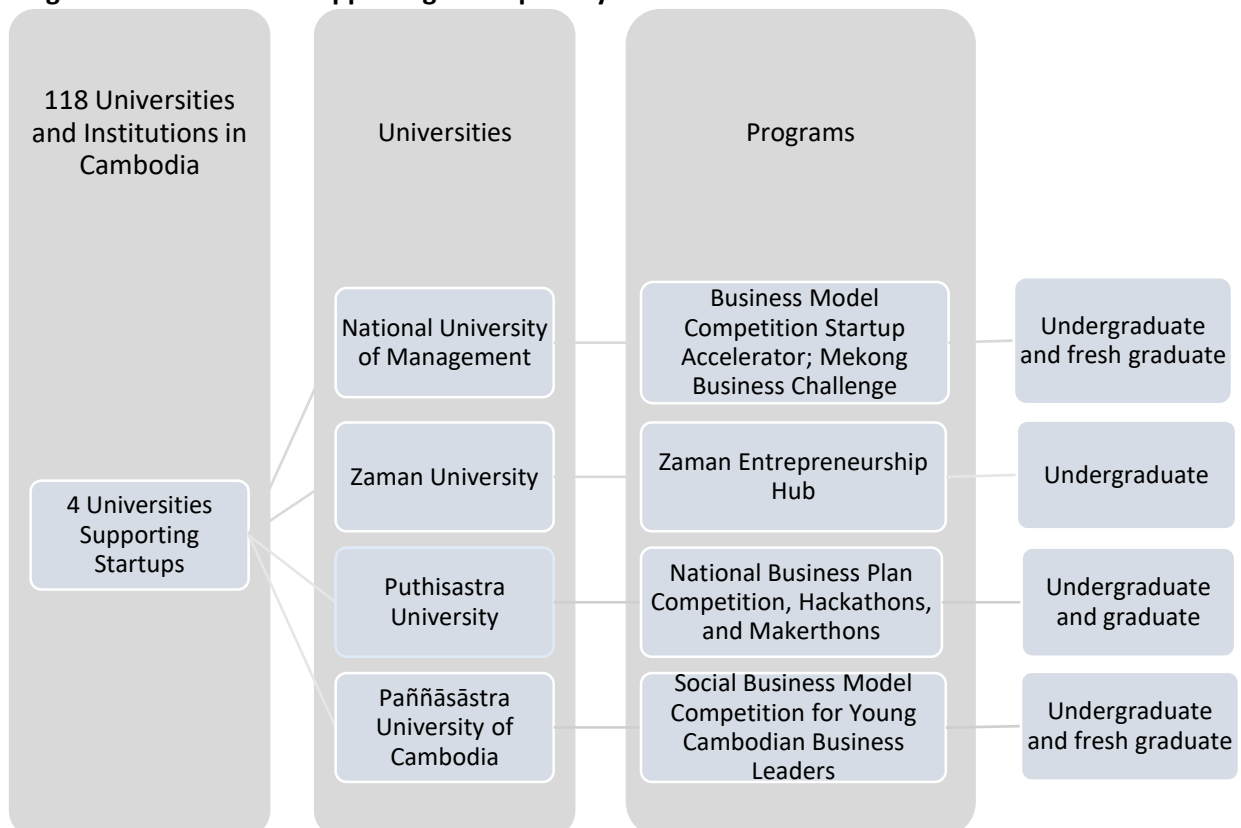 118 Universities
and Institutions in
Cambodia
Universities
Programs
4 Universities
Supporting
Startups
National University
of Management
Business Model
Competition Startup
Accelerator; Mekong
Business Challenge
Undergraduate
and fresh graduate
Zaman University
Zaman Entrepreneurship
Hub
Undergraduate
Puthisastra
University
National Business Plan
Competition, Hackathons,
and Makerthons
Undergraduate
and graduate
Paññāsāstra
University of
Cambodia
Social Business Model
Competition for Young
Cambodian Business
Leaders
Undergraduate
and fresh graduate